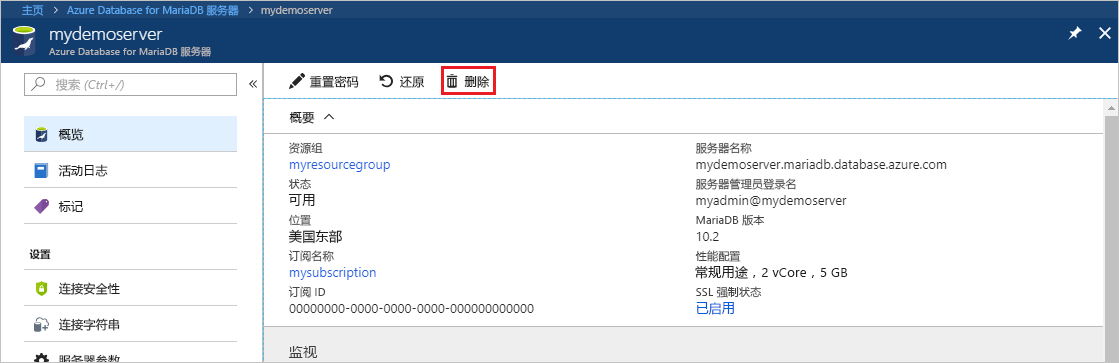 主页 > Azure Database for MariaDB 服务器 > mydemoserver
mydemoserver
Azure Database for MariaDB 服务器
搜索 (Ctrl+/)
«
概览
活动日志
标记
设置
连接安全性
连接字符串
服务器参数
重置密码 还原 删除
概要
资源组
myresourcegroup
状态
可用
位置
美国东部
订阅名称
mysubscription
订阅 ID
00000000-0000-0000-0000-000000000000
服务器名称
mydemoserver.mariadb.database.azure.com
服务器管理员登录名
myadmin@mydemoserver
MariaDB 版本
10.2
性能配置
常规用途，2 vCore，5 GB
SSL 强制状态
已启用
监视